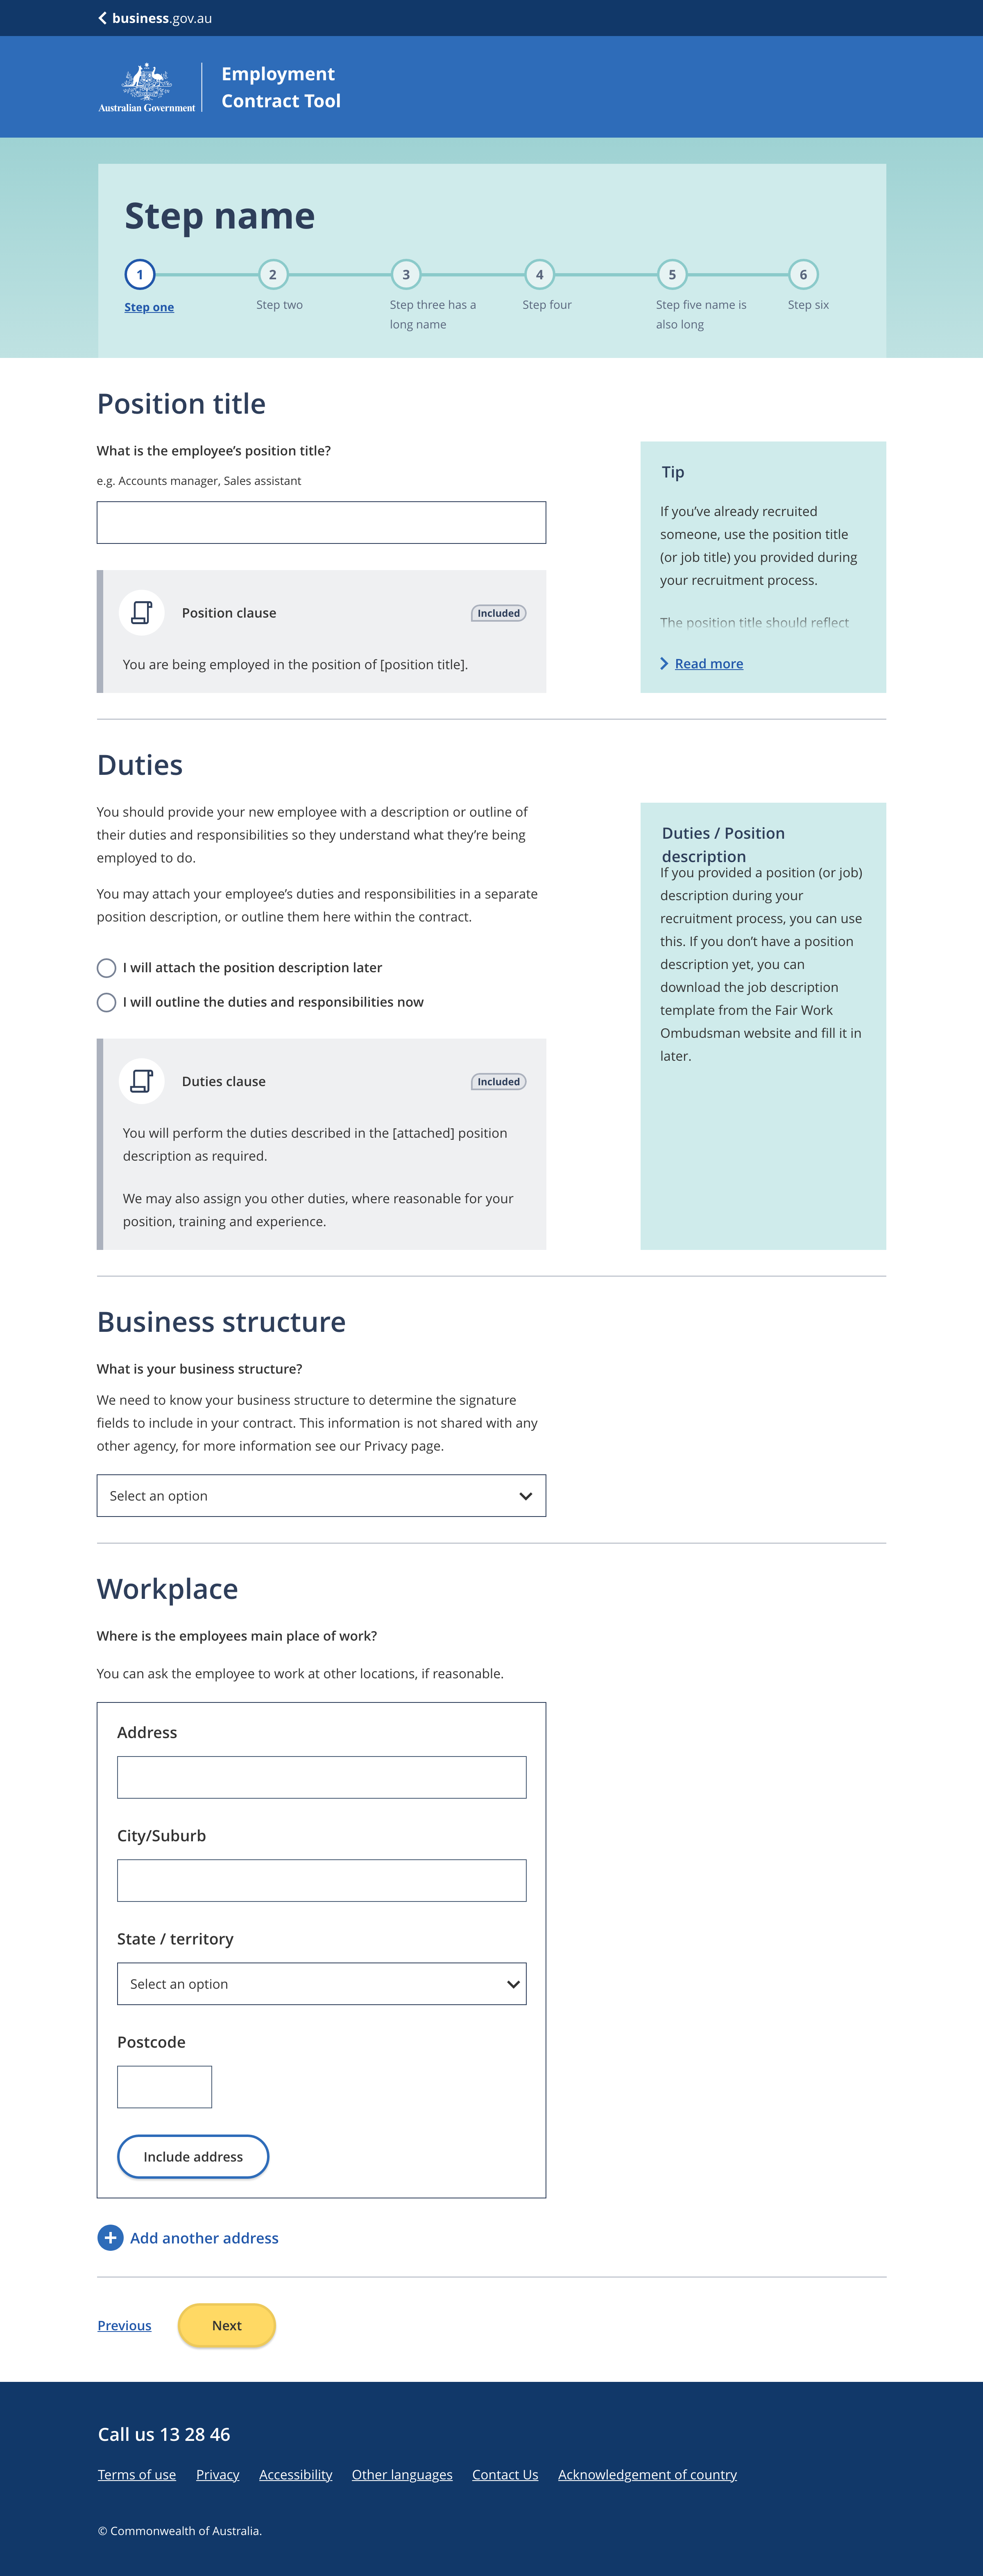 business.gov.au
Australian Government
Employment
Contract Tool
Step name
1
2
3
4
5
6
Step one
Step two
Step three has a
long name
Step four
Step five name is
also long
Step six
Position title
What is the employee’s position title?
e.g. Accounts manager, Sales assistant
Position clause
Included
You are being employed in the position of [position title].
Tip
If you’ve already recruited
someone, use the position title
(or job title) you provided during
your recruitment process.
The position title should reflect
Read more
Duties
You should provide your new employee with a description or outline of
their duties and responsibilities so they understand what they’re being
employed to do.
You may attach your employee’s duties and responsibilities in a separate
position description, or outline them here within the contract.
I will attach the position description later
I will outline the duties and responsibilities now
Duties clause
Included
You will perform the duties described in the [attached] position
description as required.
We may also assign you other duties, where reasonable for your
position, training and experience.
Duties / Position
description
If you provided a position (or job)
description during your
recruitment process, you can use
this. If you don’t have a position
description yet, you can
download the job description
template from the Fair Work
Ombudsman website and fill it in
later.
Business structure
What is your business structure?
We need to know your business structure to determine the signature
fields to include in your contract. This information is not shared with any
other agency, for more information see our Privacy page.
Select an option
Workplace
Where is the employees main place of work?
You can ask the employee to work at other locations, if reasonable.
Address
City/Suburb
State / territory
Select an option
Postcode
Include address
Add another address
Previous
Next
Call us 13 28 46
Terms of use Privacy Accessibility Other languages Contact Us Acknowledgement of country
© Commonwealth of Australia.